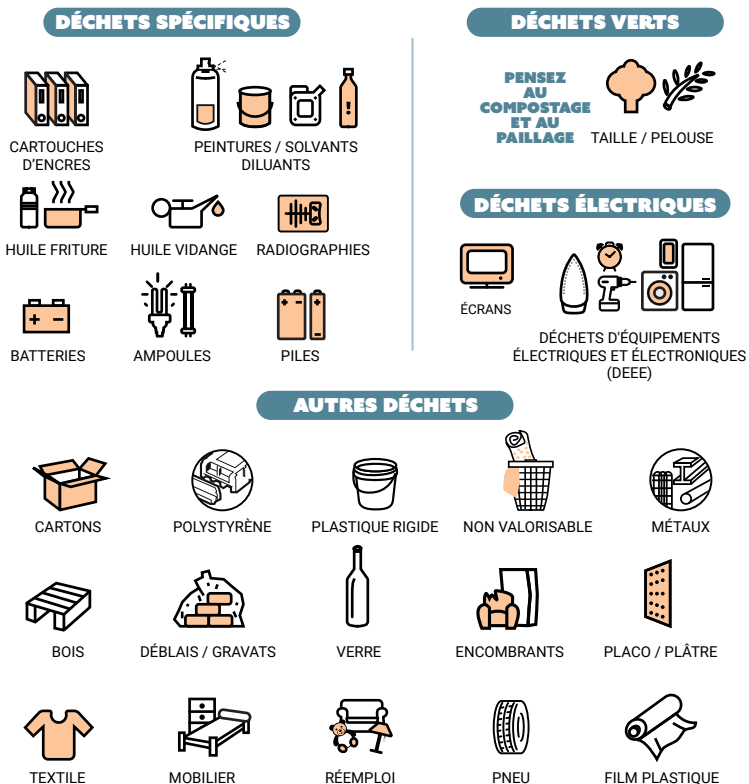 DÉCHETS SPÉCIFIQUES
CARTOUCHES
D'ENCRES
PEINTURES / SOLVANTS
DILUANTS
HUILE FRITURE
HUILE VIDANGE
RADIOGRAPHIES
BATTERIES
AMPOULES
PILES
DÉCHETS VERTS
PENSEZ
AU
COMPOSTAGE
ET AU
PAILLAGE
TAILLE / PELOUSE
DÉCHETS ÉLECTRIQUES
ÉCRANS
DÉCHETS D'ÉQUIPEMENTS
ÉLECTRIQUES ET ÉLECTRONIQUES
(DEEE)
AUTRES DÉCHETS
CARTONS
POLYSTYRÈNE
PLASTIQUE RIGIDE
NON VALORISABLE
MÉTAUX
BOIS
DÉBLAIS / GRAVATS
VERRE
ENCOMBRANTS
PLACO / PLÂTRE
TEXTILE
MOBILIER
RÉEMPLOI
PNEU
FILM PLASTIQUE